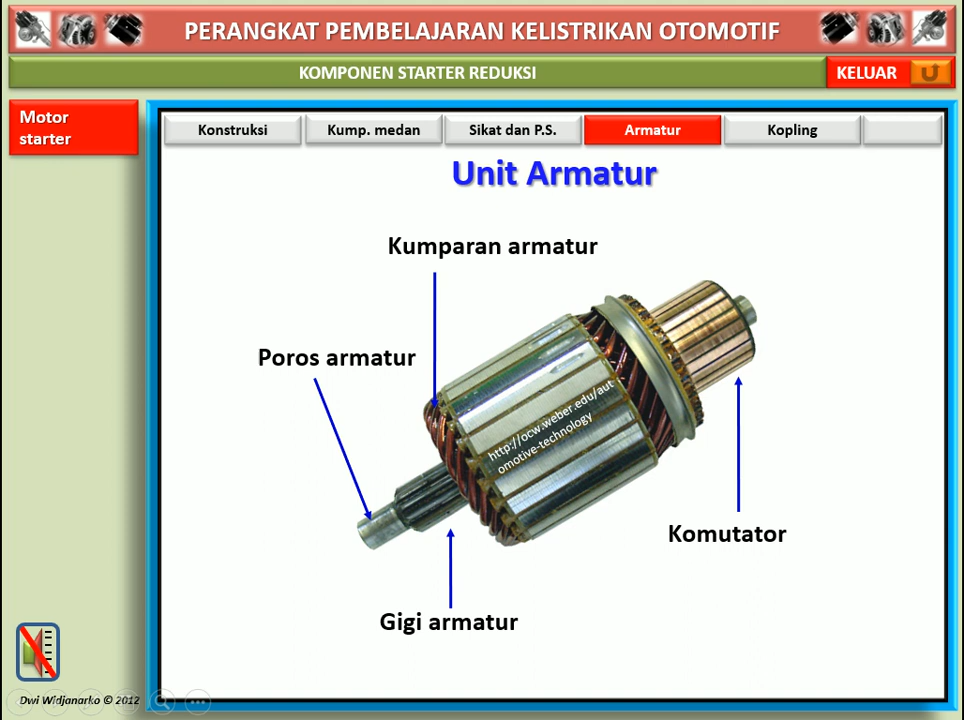 PERANGKAT PEMBELAJARAN KELISTRIKAN OTOMOTIF
KOMPONEN STARTER REDUKSI
KELUAR
Motor
starter
Konstruksi
Kump. medan
Sikat dan P.S.
Armatur
Kopling
Unit Armatur
Kumparan armatur
Poros armatur
http://ocw.weber.edu/aut
omotive-technology
Komutator
Gigi armatur
Dwi Widjanarko © 2012